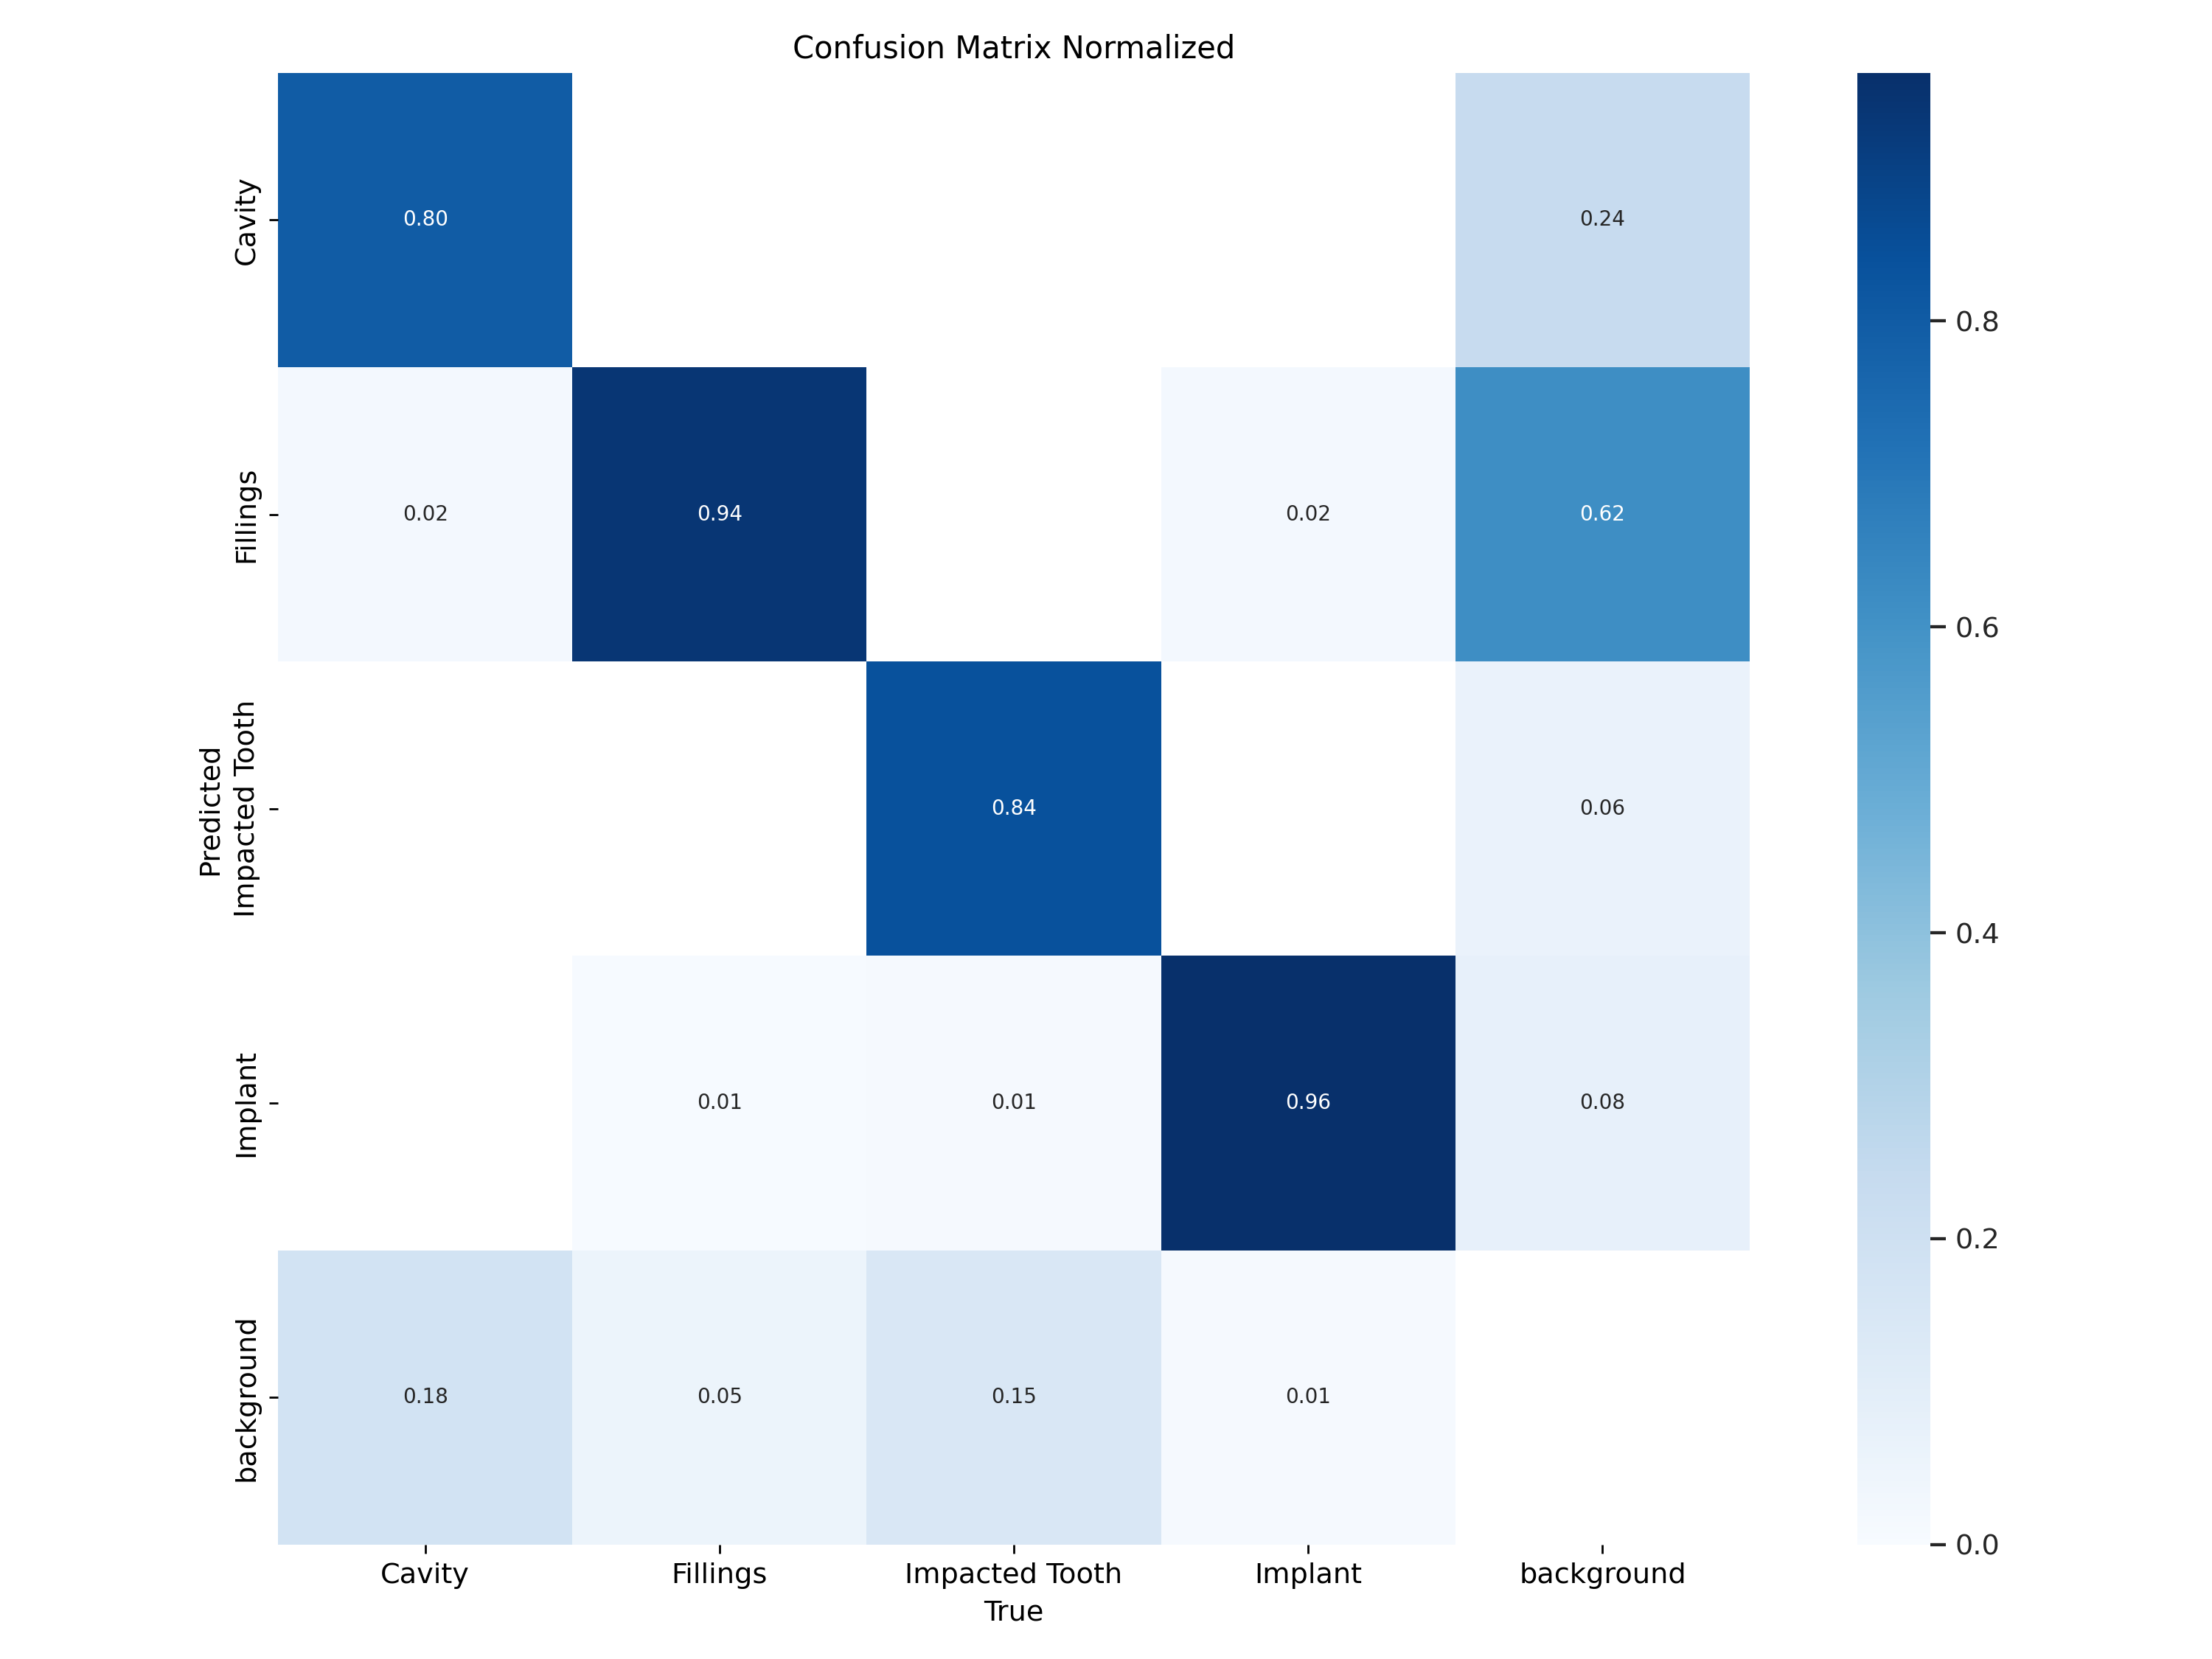 Confusion Matrix Normalized
Predicted
Cavity
0.80
0.24
Fillings
0.02
0.94
0.02
0.62
Impacted Tooth
0.84
0.06
Implant
0.01
0.01
0.96
0.08
background
0.18
0.05
0.15
0.01
Cavity
Fillings
Impacted Tooth
Implant
background
True
0.8
0.6
0.4
0.2
0.0